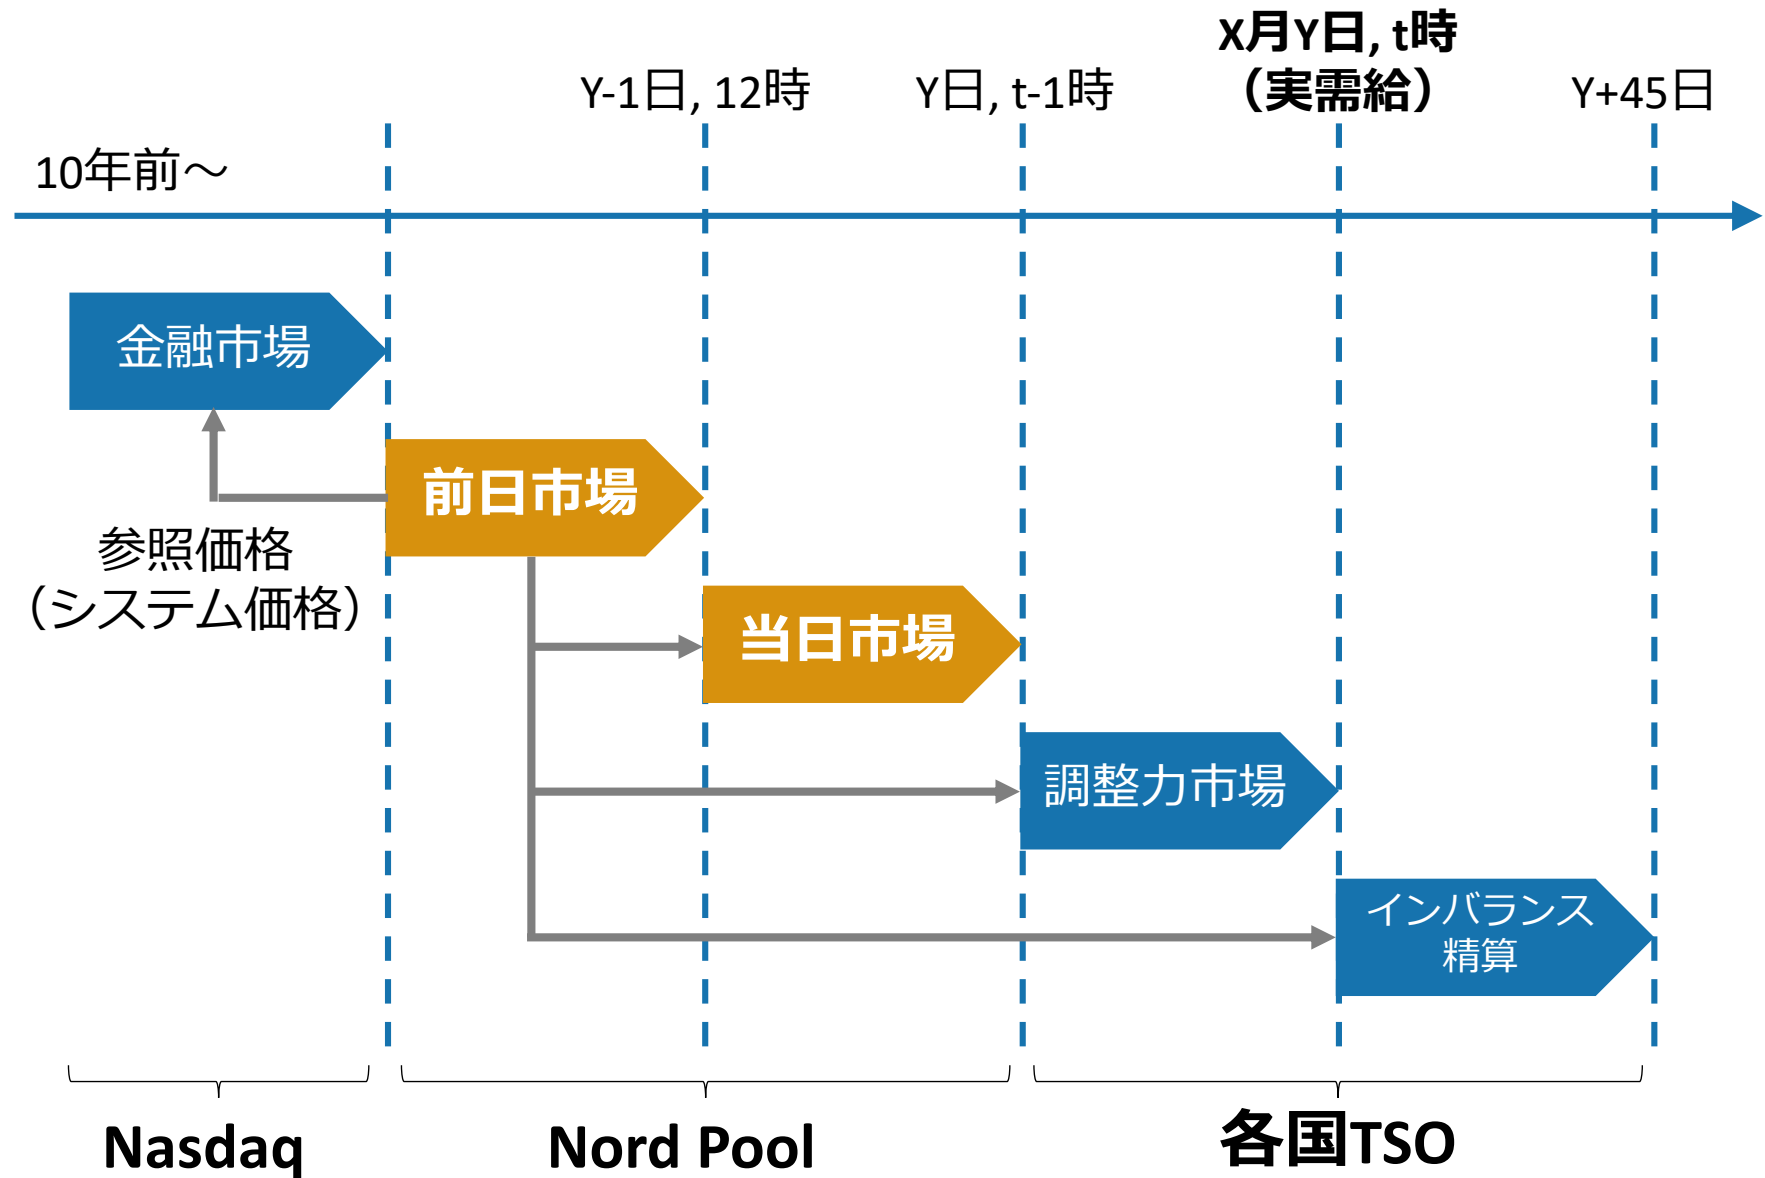 X月Y日, t時
（実需給）
Y-1日, 12時
Y日, t-1時
Y+45日
10年前～
金融市場
前日市場
参照価格
（システム価格）
当日市場
調整力市場
インバランス
精算
Nasdaq
Nord Pool
各国TSO